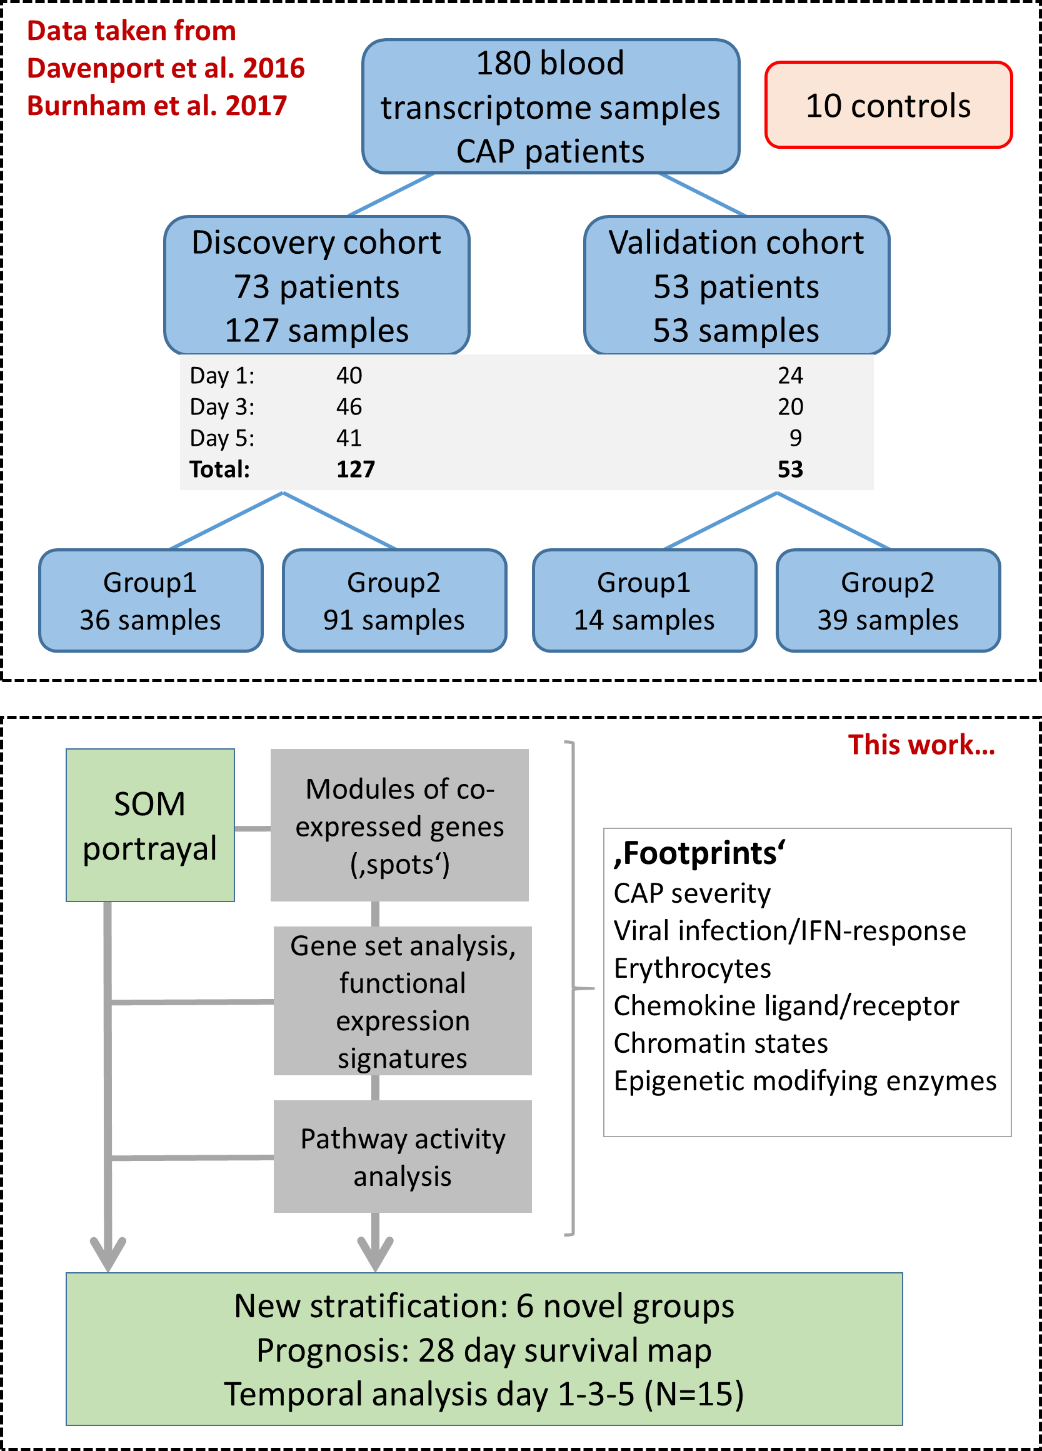 Data taken from
Davenport et al. 2016
Burnham et al. 2017
180 blood
transcriptome samples
CAP patients
10 controls
Discovery cohort
73 patients
127 samples
Validation cohort
53 patients
53 samples
Day 1: 40 24
Day 3: 46 20
Day 5: 41 9
Total: 127 53
Group1
36 samples
Group2
91 samples
Group1
14 samples
Group2
39 samples
This work...
SOM
portrayal
Modules of co-
expressed genes
(‚spots‘)
Gene set analysis,
functional
expression
signatures
Pathway activity
analysis
‚Footprints‘
CAP severity
Viral infection/IFN-response
Erythrocytes
Chemokine ligand/receptor
Chromatin states
Epigenetic modifying enzymes
New stratification: 6 novel groups
Prognosis: 28 day survival map
Temporal analysis day 1-3-5 (N=15)